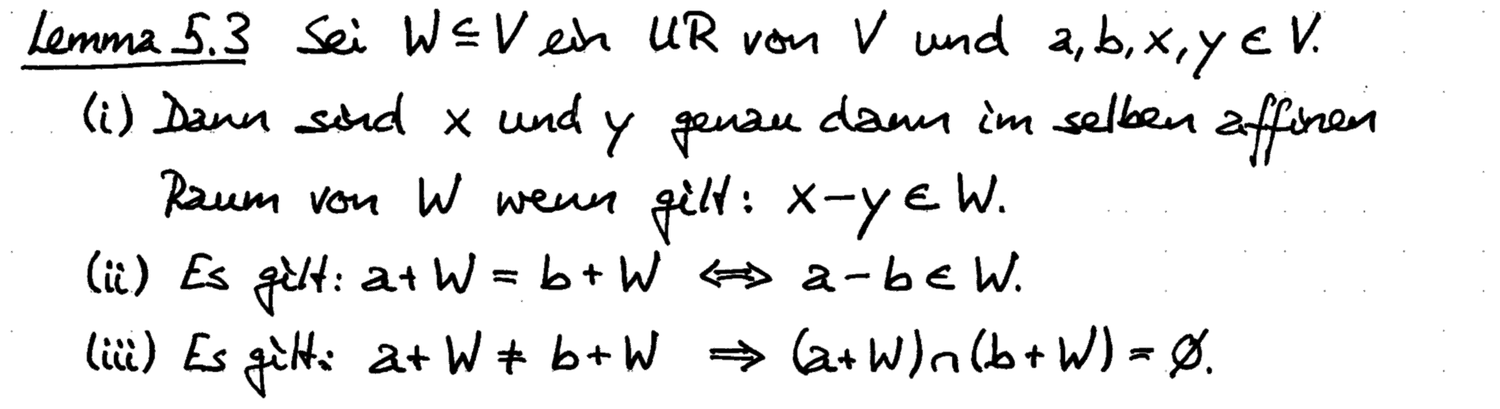 Lemma 5.3 Sei W ⊆ V ein UR von V und a, b, x, y ∈ V.
(i) Dann sind x und y genau dann im selben affinen
Raum von W wenn gilt: x-y ∈ W.
(ii) Es gilt: a+W = b+W ⟺ a-b ∈ W.
(iii) Es gilt: a+W ≠ b+W ⟹ (a+W)∩(b+W) = Ø.